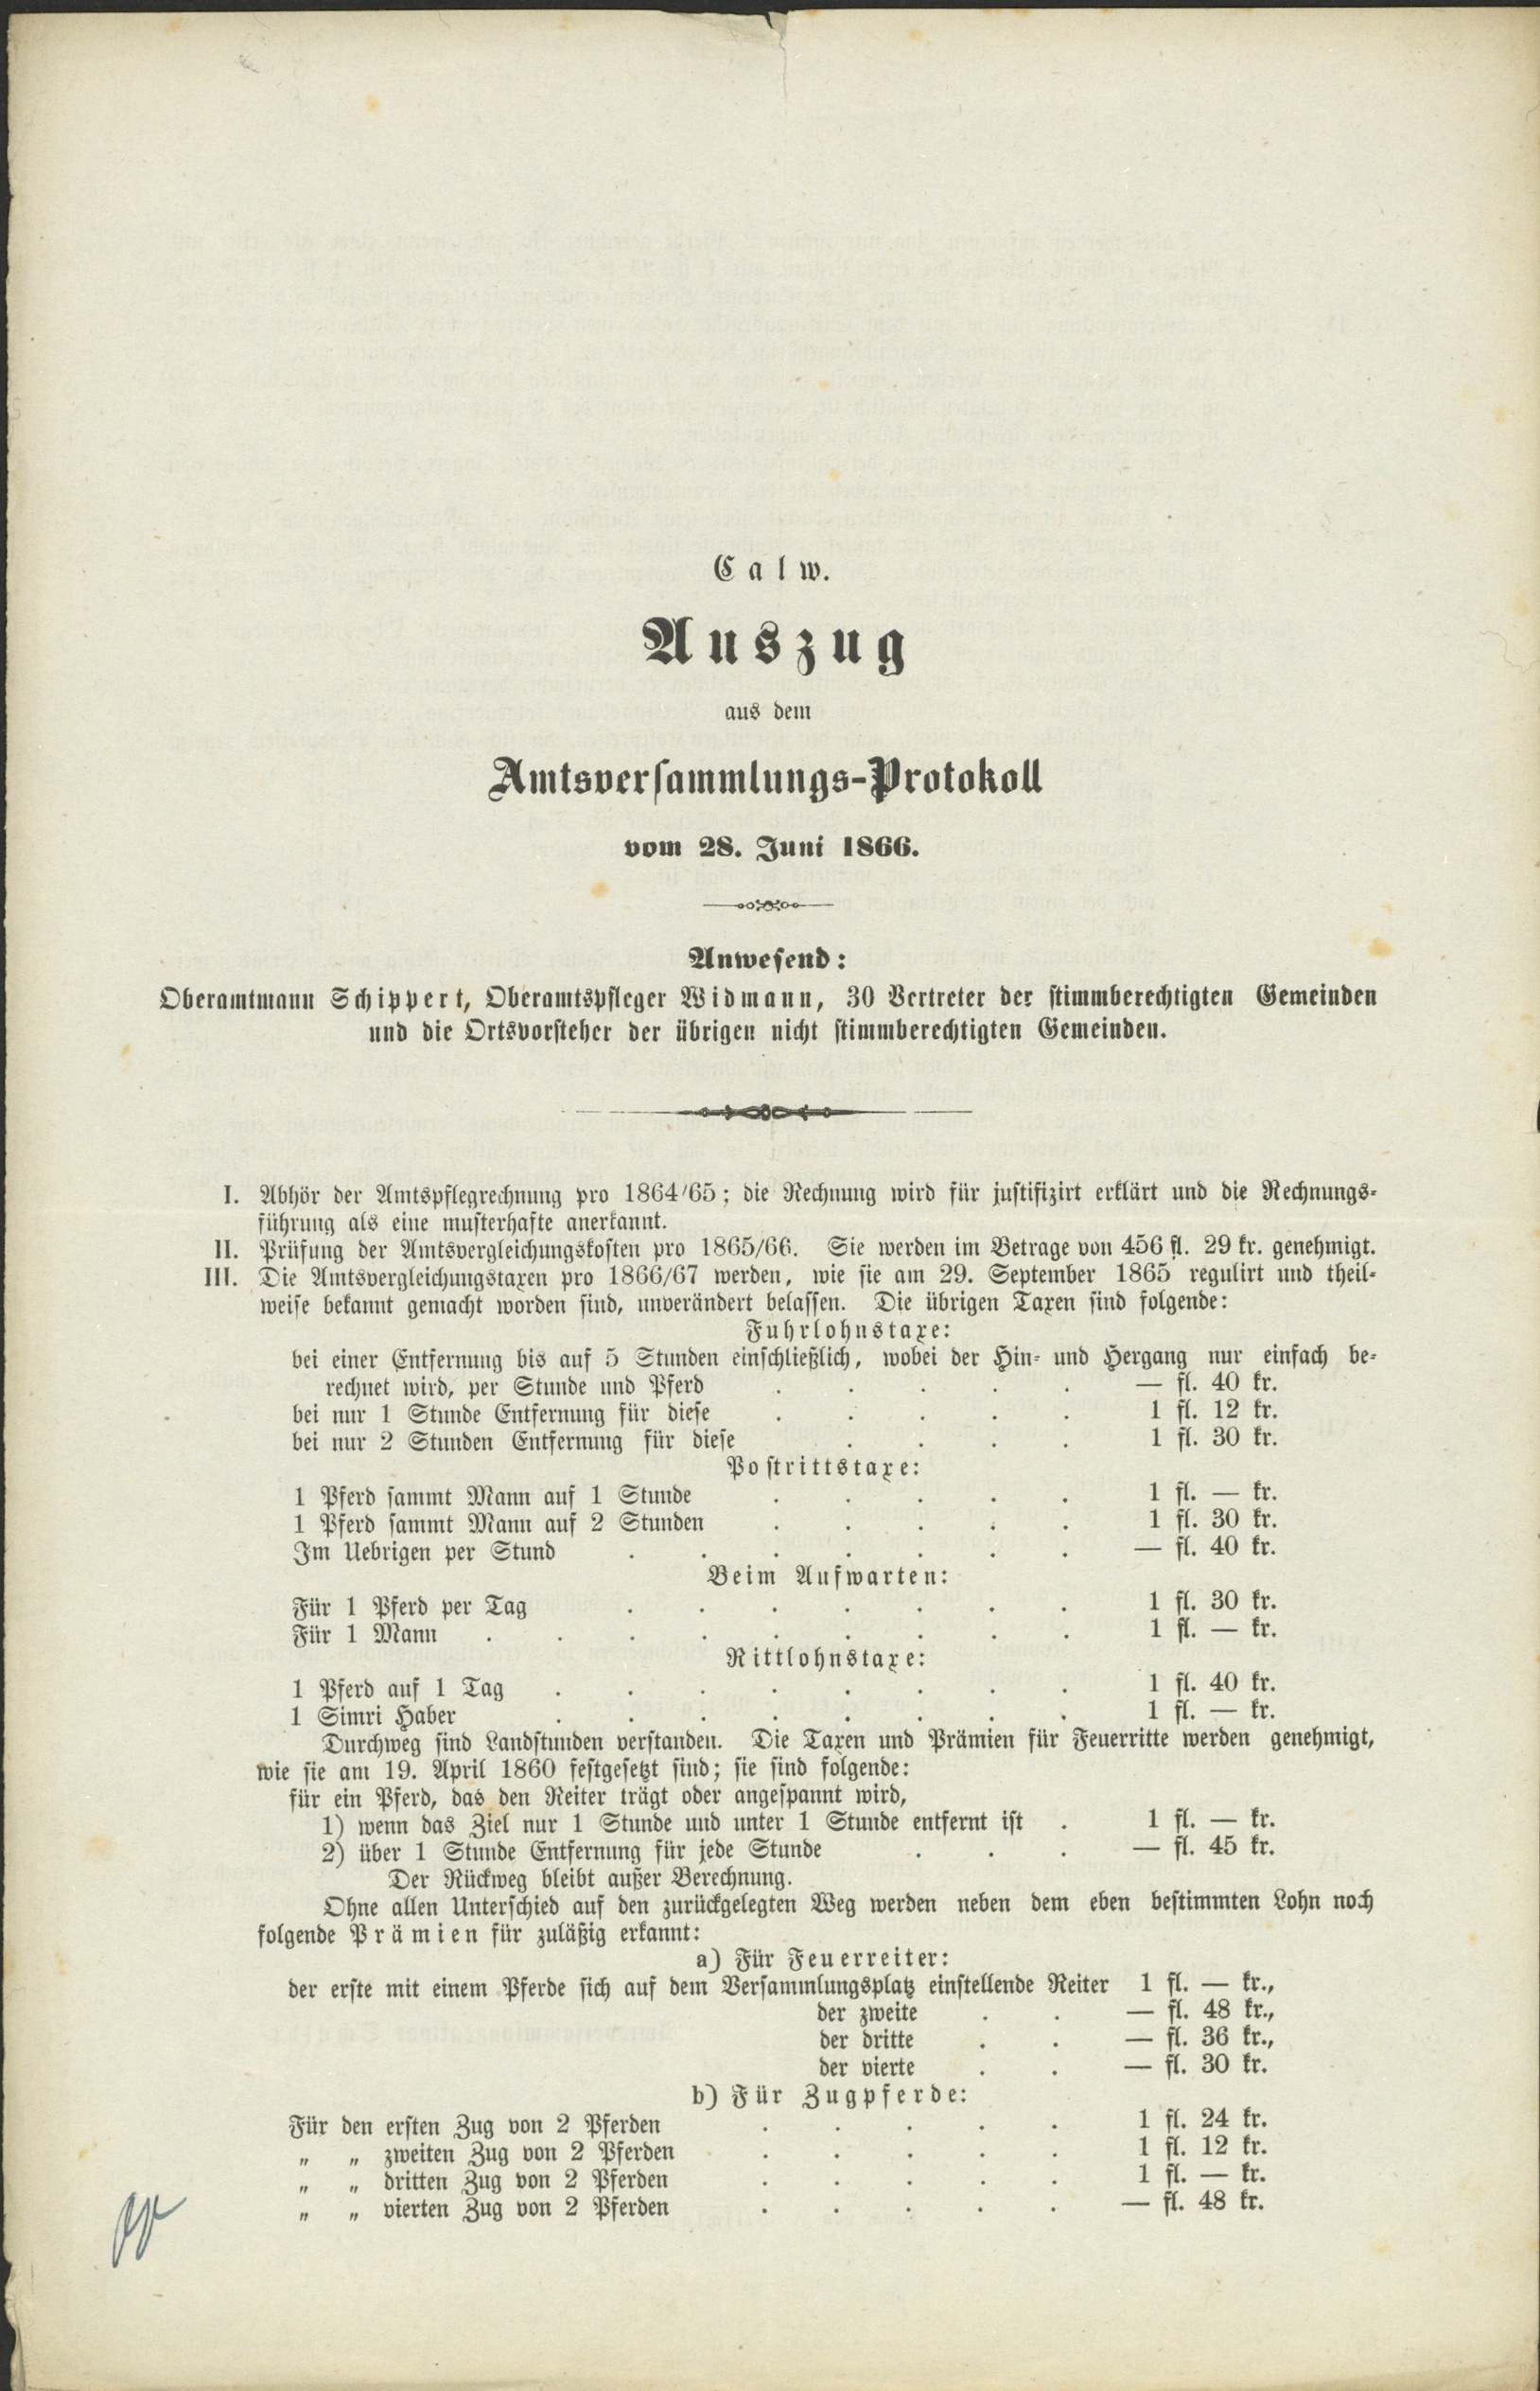 Calw.
Auszug
aus dem
Amtsversammlungs-Protokoll
vom 28. Juni 1866.
Anwesend:
Oberamtmann Schippert, Oberamtspfleger Widmann, 30 Vertreter der stimmberechtigten Gemeinden
und die Ortsvorsteher der übrigen nicht stimmberechtigten Gemeinden.
I. Abhör der Amtspflegrechnung pro 1864/65; die Rechnung wird für justifizirt erklärt und die Rechnungs-
führung als eine musterhafte anerkannt.
II. Prüfung der Amtsvergleichungskosten pro 1865/66. Sie werden im Betrage von 456 fl. 29 kr. genehmigt.
III. Die Amtsvergleichungstaxen pro 1866/67 werden, wie sie am 29. September 1865 regulirt und theil-
weise bekannt gemacht worden sind, unverändert belassen. Die übrigen Taxen sind folgende:
Fuhrlohnstaxe:
bei einer Entfernung bis auf 5 Stunden einschließlich, wobei der Hin- und Hergang nur einfach be-
rechnet wird, per Stunde und Pferd . . . . . — fl. 40 kr.
bei nur 1 Stunde Entfernung für diese . . . . . 1 fl. 12 kr.
bei nur 2 Stunden Entfernung für diese . . . . 1 fl. 30 kr.
Postrittstaxe:
1 Pferd sammt Mann auf 1 Stunde . . . . . 1 fl. — kr.
1 Pferd sammt Mann auf 2 Stunden . . . . . 1 fl. 30 kr.
Im Uebrigen per Stund . . . . . . . — fl. 40 kr.
Beim Aufwarten:
Für 1 Pferd per Tag . . . . . . . 1 fl. 30 kr.
Für 1 Mann . . . . . . . . . 1 fl. — kr.
Rittlohnstaxe:
1 Pferd auf 1 Tag . . . . . . . . 1 fl. 40 kr.
1 Simri Haber . . . . . . . . 1 fl. — kr.
Durchweg sind Landstunden verstanden. Die Taxen und Prämien für Feuerritte werden genehmigt,
wie sie am 19. April 1860 festgesetzt sind; sie sind folgende:
für ein Pferd, das den Reiter trägt oder angespannt wird,
1) wenn das Ziel nur 1 Stunde und unter 1 Stunde entfernt ist . 1 fl. — kr.
2) über 1 Stunde Entfernung für jede Stunde . . . — fl. 45 kr.
Der Rückweg bleibt außer Berechnung.
Ohne allen Unterschied auf den zurückgelegten Weg werden neben dem eben bestimmten Lohn noch
folgende Prämien für zuläßig erkannt:
a) Für Feuerreiter:
der erste mit einem Pferde sich auf dem Versammlungsplatz einstellende Reiter 1 fl. — kr.,
der zweite . . — fl. 48 kr.,
der dritte . . — fl. 36 kr.,
der vierte . . — fl. 30 kr.
b) Für Zugpferde:
Für den ersten Zug von 2 Pferden . . . . . 1 fl. 24 kr.
„ „ zweiten Zug von 2 Pferden . . . . . 1 fl. 12 kr.
„ „ dritten Zug von 2 Pferden . . . . . 1 fl. — kr.
„ „ vierten Zug von 2 Pferden . . . . . — fl. 48 kr.